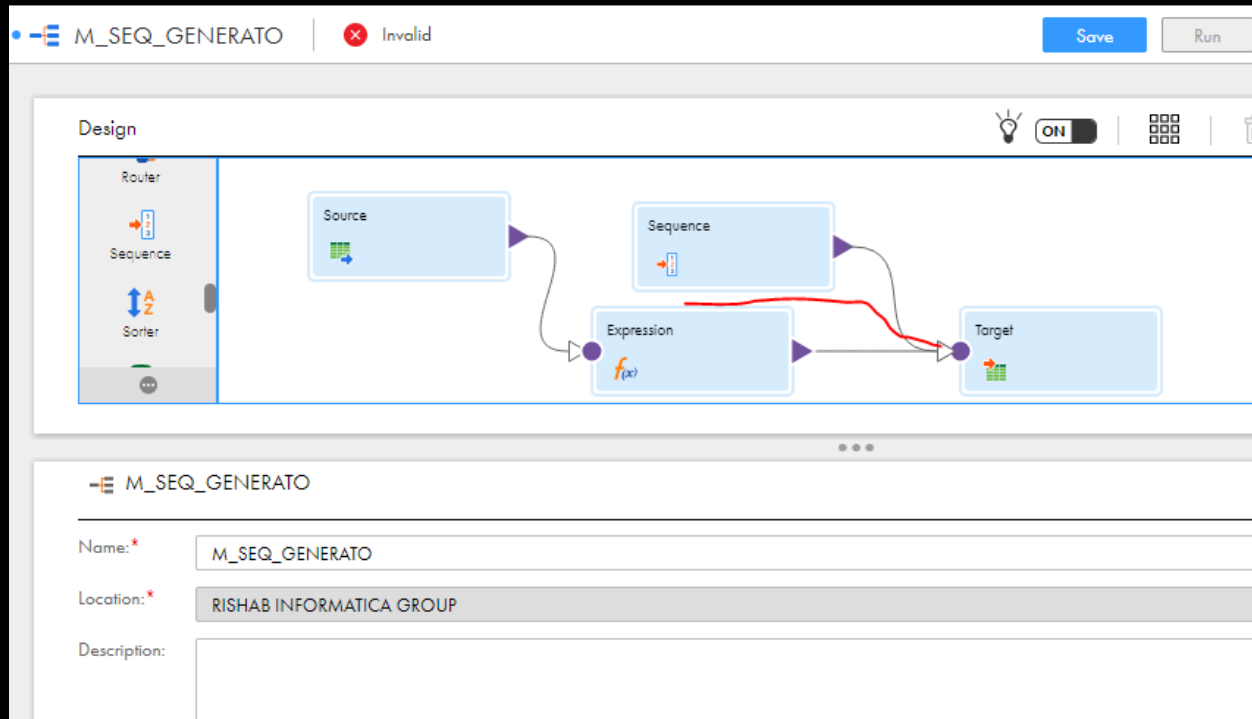 M_SEQ_GENERATO
Invalid
Save
Run
Design
ON
Router
Sequence
Sorter
Source
Sequence
Expression
f(x)
Target
M_SEQ_GENERATO
Name:*
M_SEQ_GENERATO
Location:*
RISHAB INFORMATICA GROUP
Description: